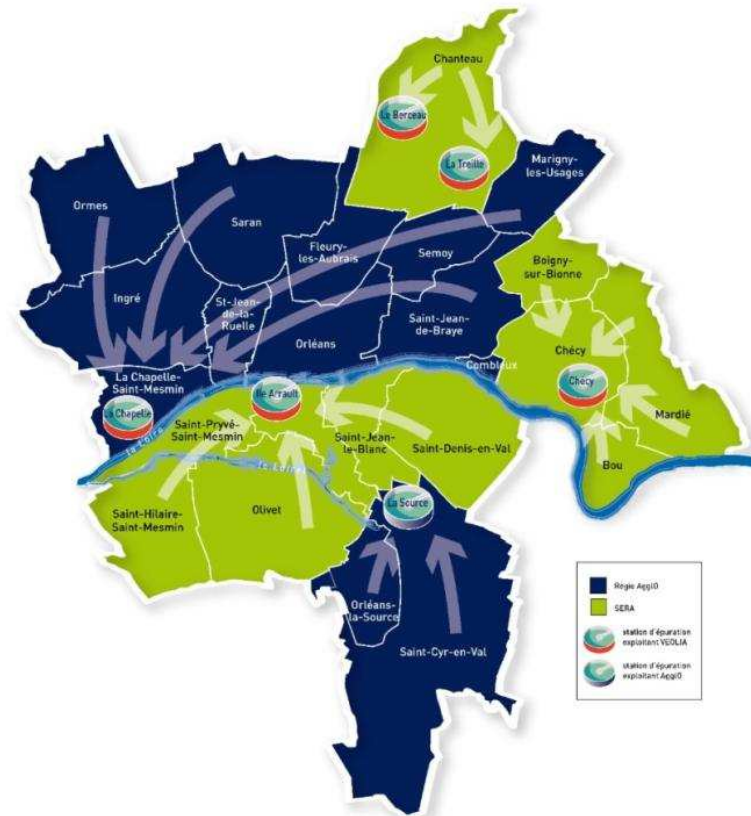 Chanteau
Le Berceau
La Treille
Marigny-
les-Usages
Ormes
Saran
Fleury-
les-Aubrais
Semoy
Boigny-
sur-Bionne
Ingré
St-Jean-
de-la-
Ruelle
Orléans
Saint-Jean-
de-Braye
Chécy
La Chapelle-
Saint-Mesmin
Combleux
Ile Arrault
Chécy
La Chapelle
la Loire
Saint-Pryvé-
Saint-Mesmin
Saint-Jean-
le-Blanc
Saint-Denis-en-Val
Mardié
Bou
le Loiret
Saint-Hilaire-
Saint-Mesmin
Olivet
La Source
Orléans-
la-Source
Saint-Cyr-en-Val
Régie AgglO
SERA
station d'épuration
exploitant VEOLIA
station d'épuration
exploitant AgglO